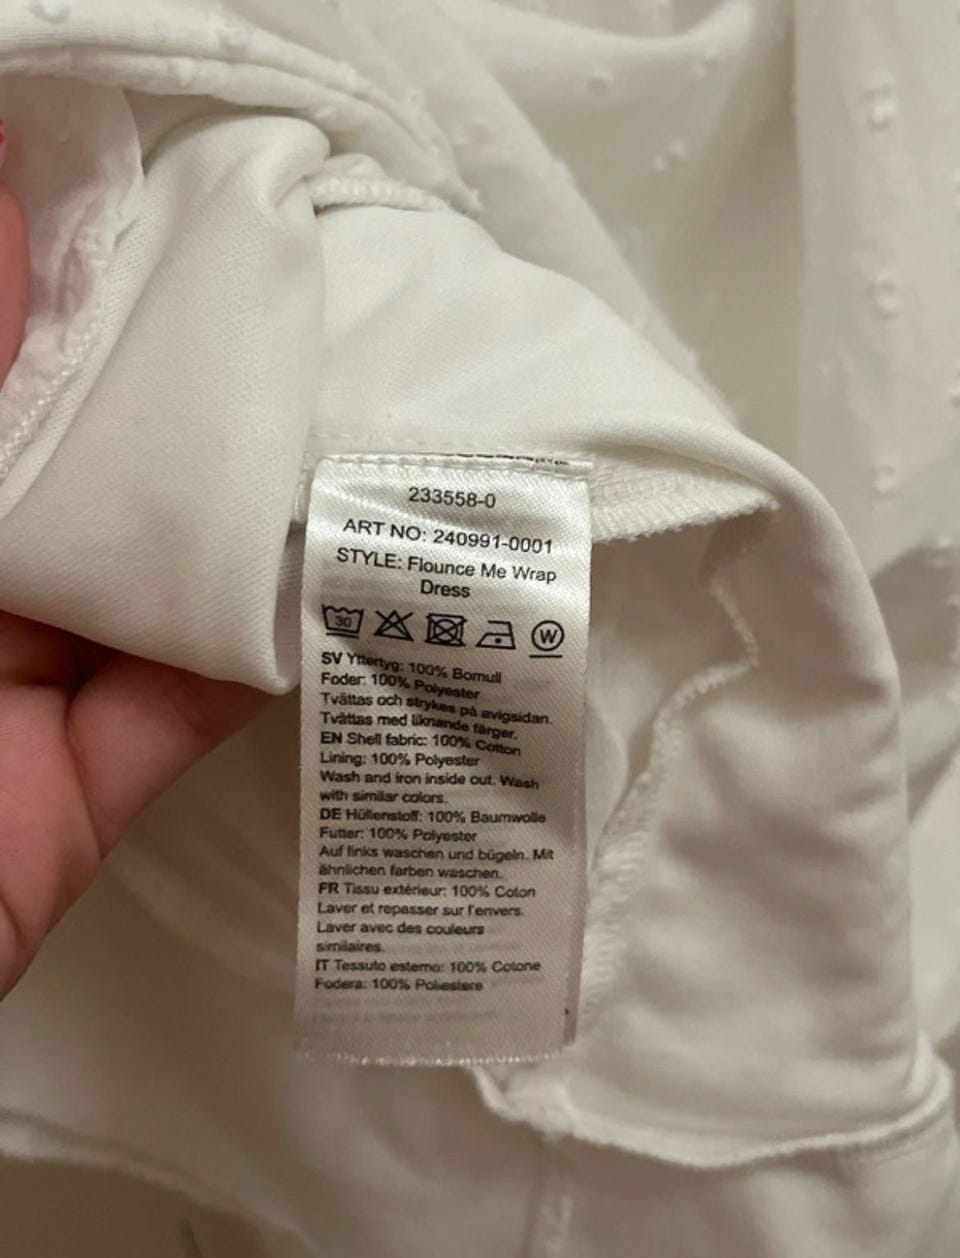 233558-0
ART NO: 240991-0001
STYLE: Flounce Me Wrap
Dress
30
W
SV Yttertyg: 100% Bomull
Foder: 100% Polyester
Tvättas och strykes på avigsidan.
Tvättas med liknande färger.
EN Shell fabric: 100% Cotton
Lining: 100% Polyester
Wash and iron inside out. Wash
with similar colors.
DE Hüllenstoff: 100% Baumwolle
Futter: 100% Polyester
Auf links waschen und bügeln. Mit
ähnlichen farben waschen.
FR Tissu extérieur: 100% Coton
Laver et repasser sur l'envers.
Laver avec des couleurs
similaires.
IT Tessuto esterno: 100% Cotone
Fodera: 100% Poliestere